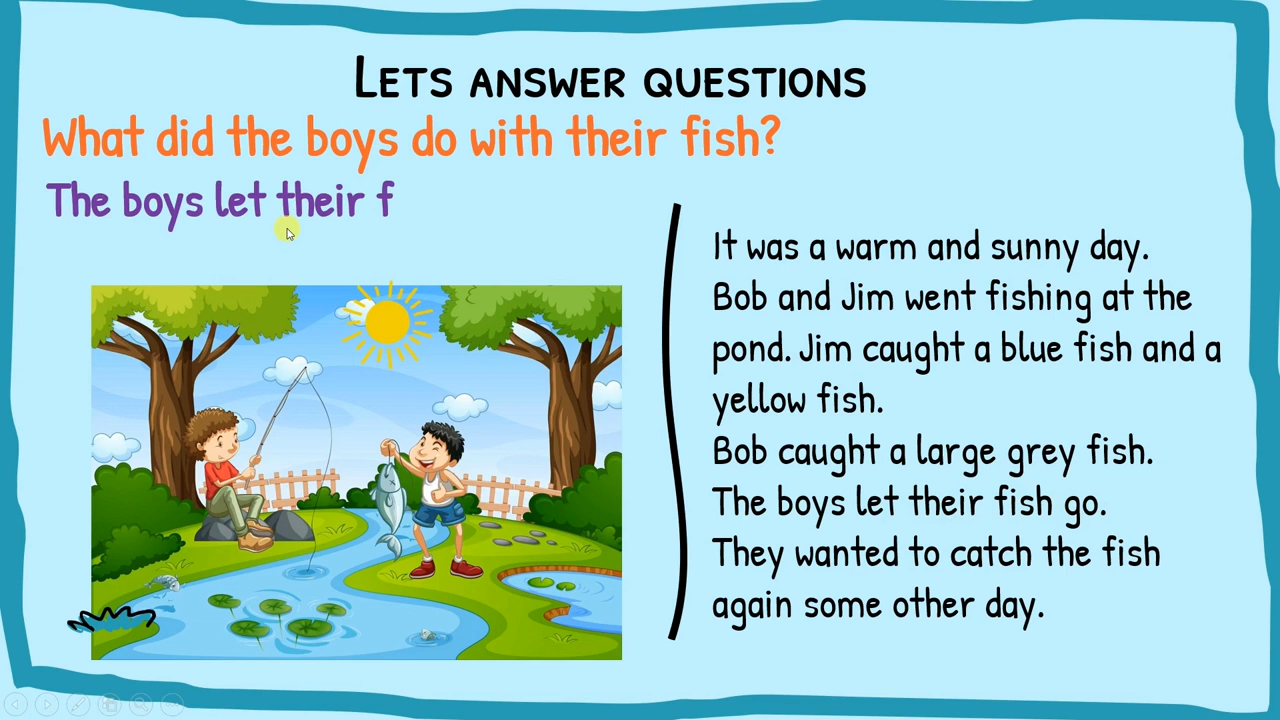 Lets answer questions
What did the boys do with their fish?
The boys let their f
It was a warm and sunny day.
Bob and Jim went fishing at the
pond. Jim caught a blue fish and a
yellow fish.
Bob caught a large grey fish.
The boys let their fish go.
They wanted to catch the fish
again some other day.